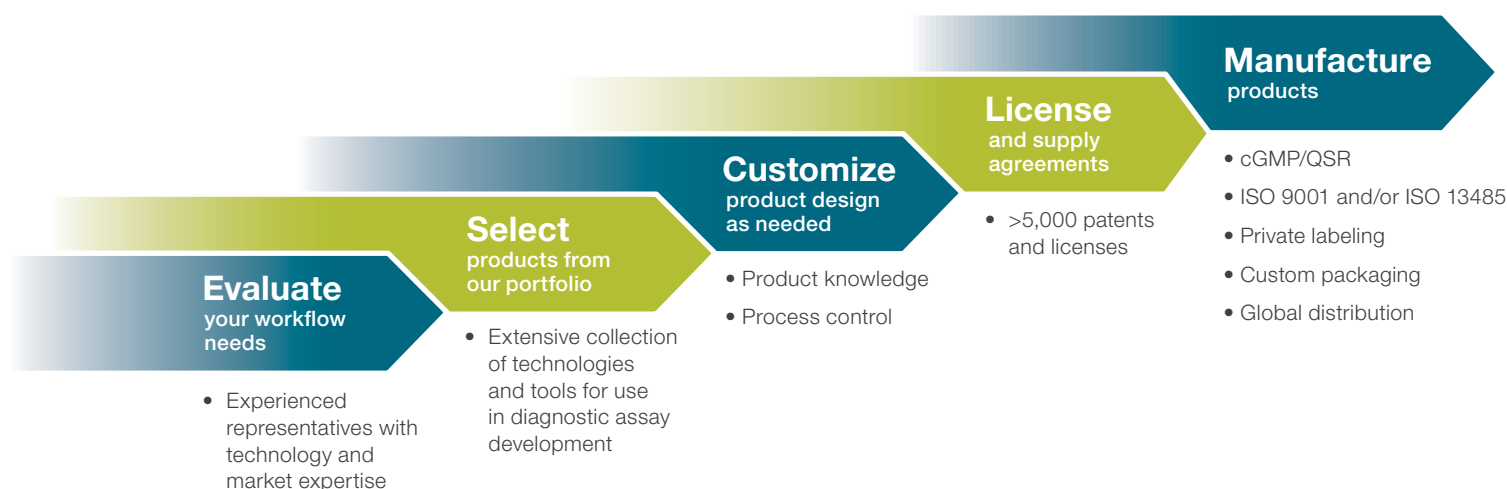 Evaluate
your workflow
needs
• Experienced
representatives with
technology and
market expertise
Select
products from
our portfolio
• Extensive collection
of technologies
and tools for use
in diagnostic assay
development
Customize
product design
as needed
• Product knowledge
• Process control
License
and supply
agreements
• >5,000 patents
and licenses
Manufacture
products
• cGMP/QSR
• ISO 9001 and/or ISO 13485
• Private labeling
• Custom packaging
• Global distribution